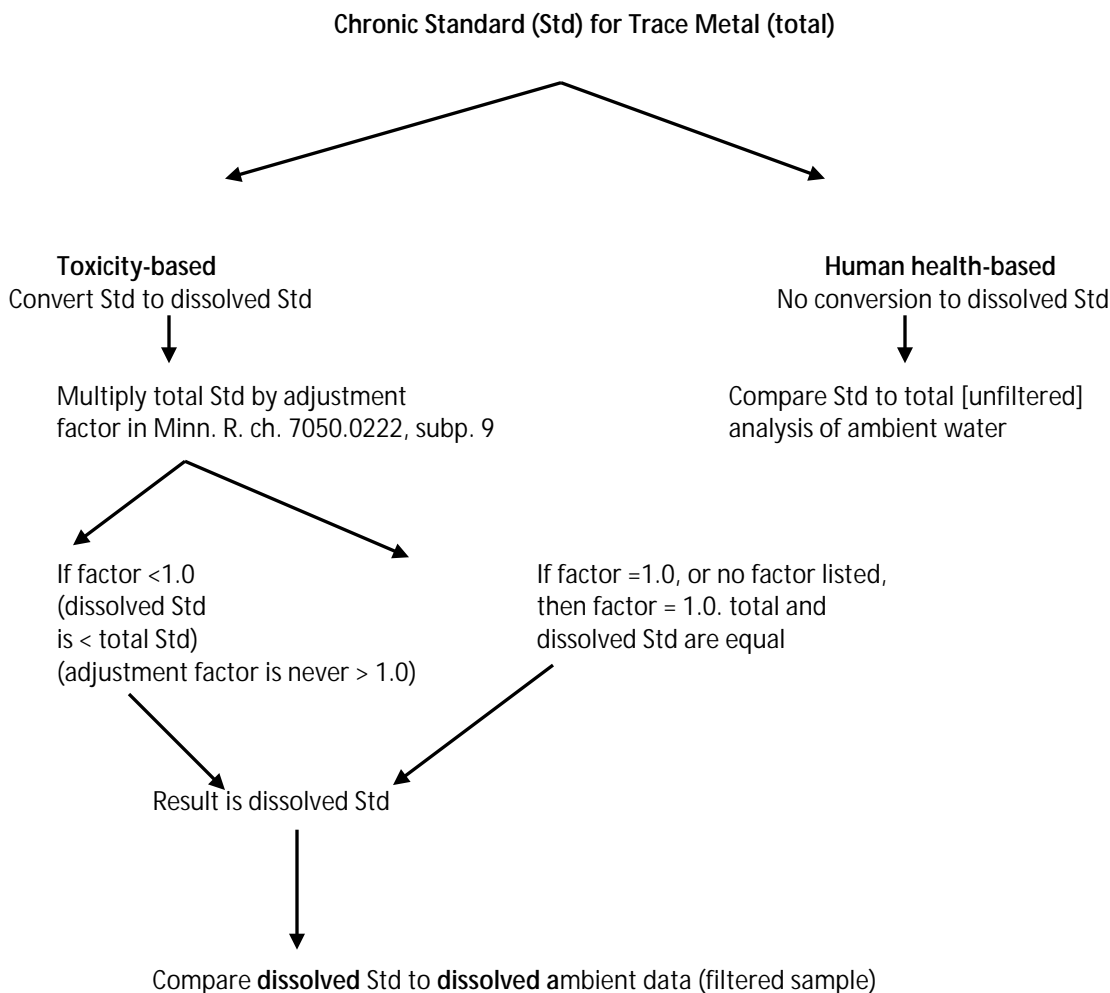 Chronic Standard (Std) for Trace Metal (total)
Toxicity-based
Convert Std to dissolved Std
Human health-based
No conversion to dissolved Std
Multiply total Std by adjustment
factor in Minn. R. ch. 7050.0222, subp. 9
Compare Std to total [unfiltered]
analysis of ambient water
If factor <1.0
(dissolved Std
is < total Std)
(adjustment factor is never > 1.0)
If factor =1.0, or no factor listed,
then factor = 1.0. total and
dissolved Std are equal
Result is dissolved Std
Compare dissolved Std to dissolved ambient data (filtered sample)